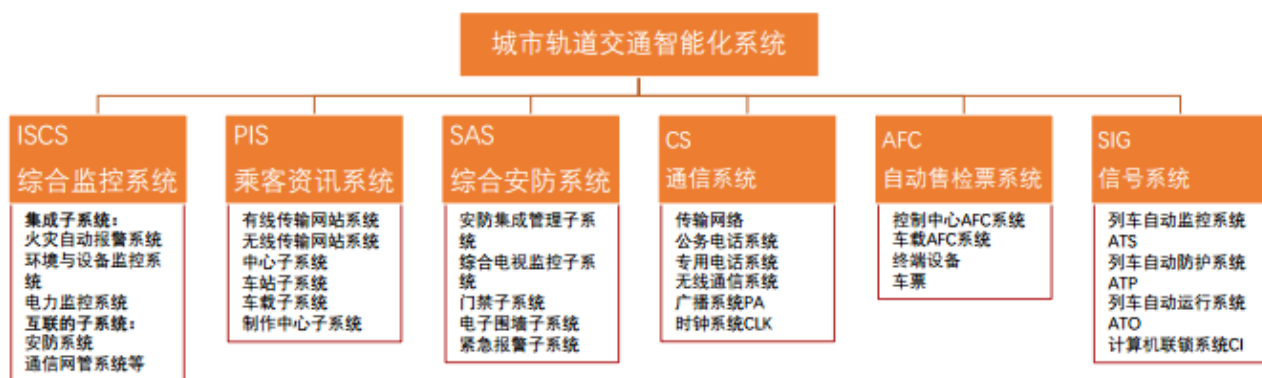 城市轨道交通智能化系统
ISCS
综合监控系统
集成子系统：
火灾自动报警系统
环境与设备监控系
统
电力监控系统
互联的子系统：
安防系统
通信网管系统等
PIS
乘客资讯系统
有线传输网站系统
无线传输网站系统
中心子系统
车站子系统
车载子系统
制作中心子系统
SAS
综合安防系统
安防集成管理子系
统
综合电视监控子系
统
门禁子系统
电子围墙子系统
紧急报警子系统
CS
通信系统
传输网络
公务电话系统
专用电话系统
无线通信系统
广播系统PA
时钟系统CLK
AFC
自动售检票系统
控制中心AFC系统
车载AFC系统
终端设备
车票
SIG
信号系统
列车自动监控系统
ATS
列车自动防护系统
ATP
列车自动运行系统
ATO
计算机联锁系统CI